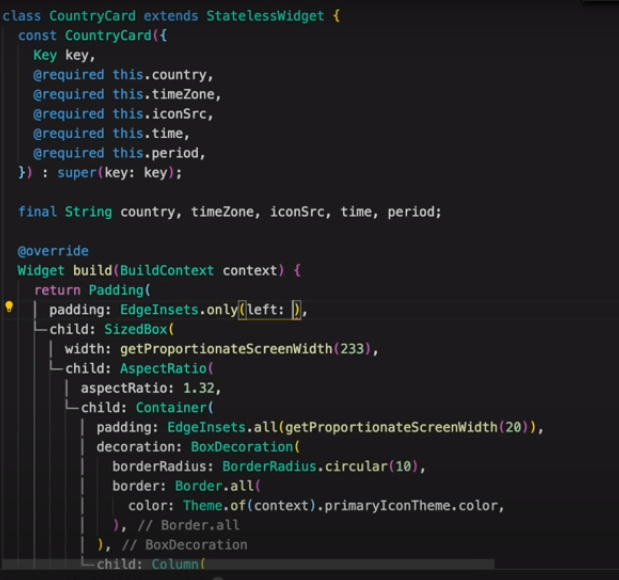 class CountryCard extends StatelessWidget {
  const CountryCard({
    Key key,
    @required this.country,
    @required this.timeZone,
    @required this.iconSrc,
    @required this.time,
    @required this.period,
  }) : super(key: key);

  final String country, timeZone, iconSrc, time, period;

  @override
  Widget build(BuildContext context) {
    return Padding(
      padding: EdgeInsets.only(left: ),
      child: SizedBox(
        width: getProportionateScreenWidth(233),
        child: AspectRatio(
          aspectRatio: 1.32,
          child: Container(
            padding: EdgeInsets.all(getProportionateScreenWidth(20)),
            decoration: BoxDecoration(
              borderRadius: BorderRadius.circular(10),
              border: Border.all(
                color: Theme.of(context).primaryIconTheme.color,
              ), // Border.all
            ), // BoxDecoration
            child: Column(